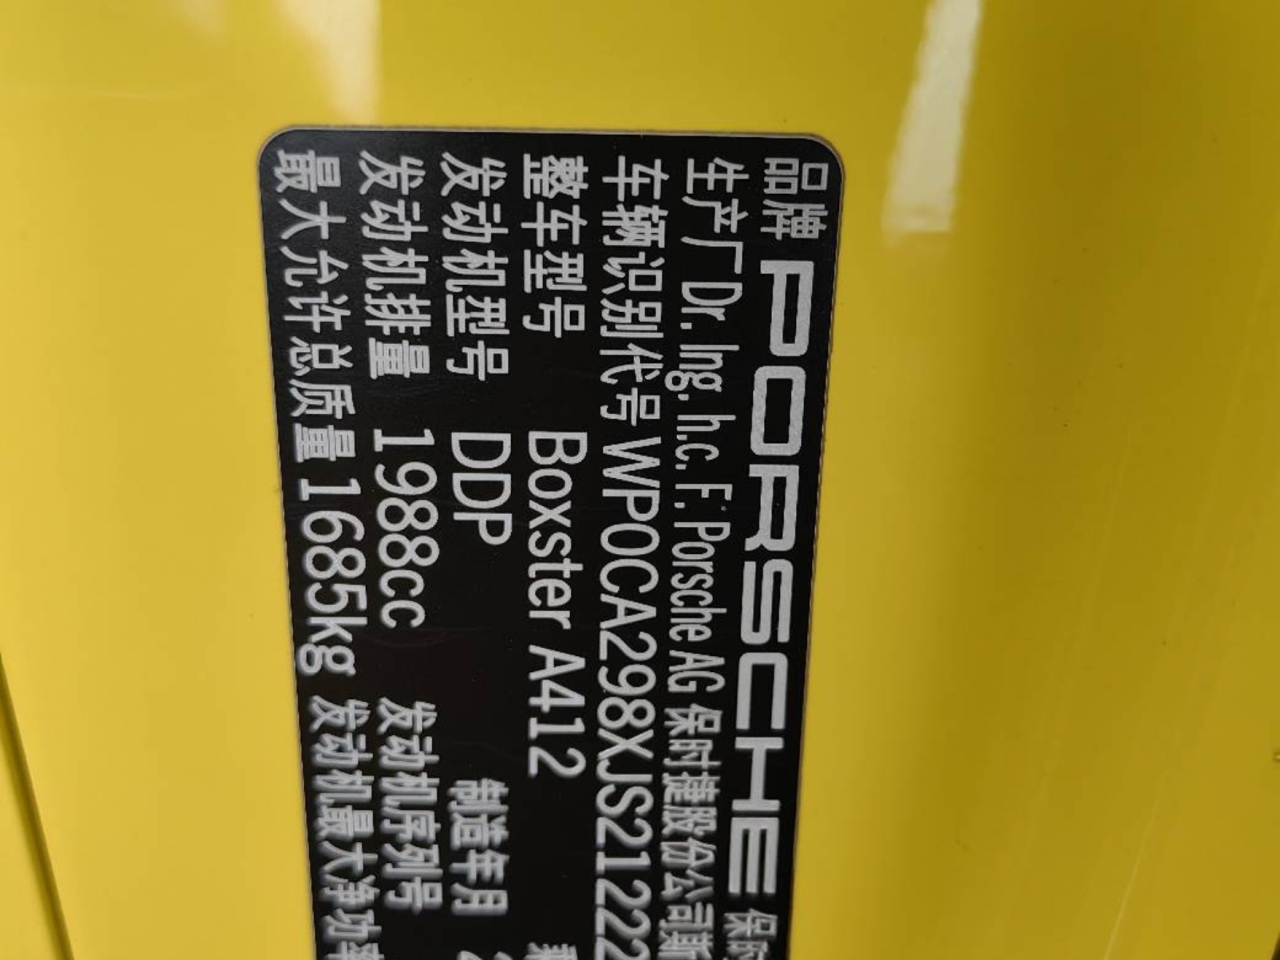 品牌 PORSCHE 保时
生产厂 Dr. Ing. h.c. F. Porsche AG 保时捷股份公司斯
车辆识别代号 WP0CA298XJS21222
整车型号 Boxster A412
发动机型号 DDP 制造年月
发动机排量 1988cc 发动机序列号
最大允许总质量 1685kg 发动机最大净功率